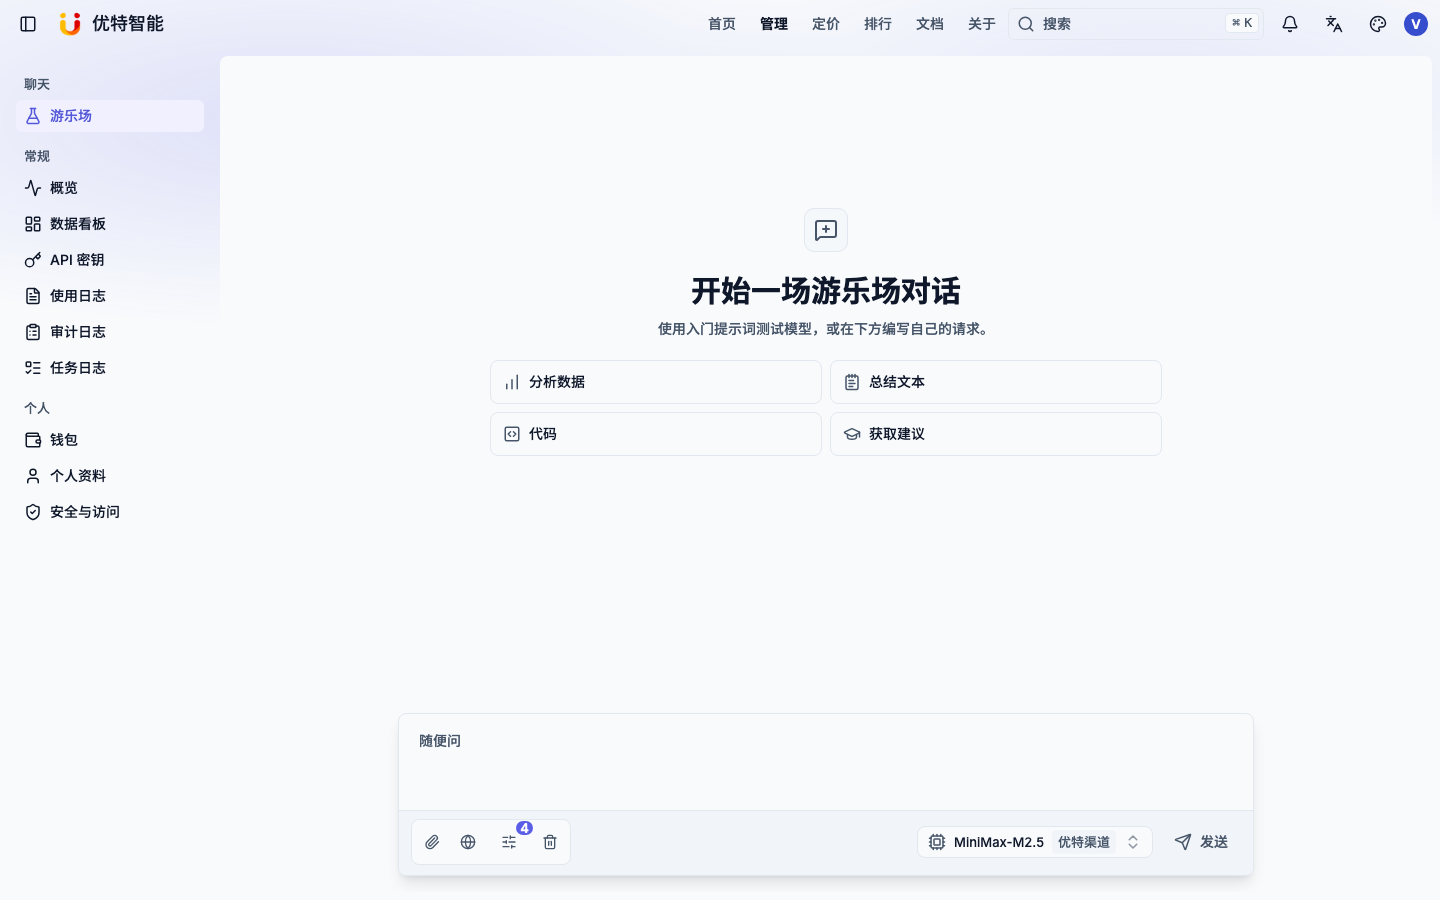 优特智能
首页
管理
定价
排行
文档
关于
搜索
⌘ K
V
聊天
游乐场
常规
概览
数据看板
API 密钥
使用日志
审计日志
任务日志
个人
钱包
个人资料
安全与访问
开始一场游乐场对话
使用入门提示词测试模型，或在下方编写自己的请求。
分析数据
总结文本
代码
获取建议
随便问
4
MiniMax-M2.5
优特渠道
发送